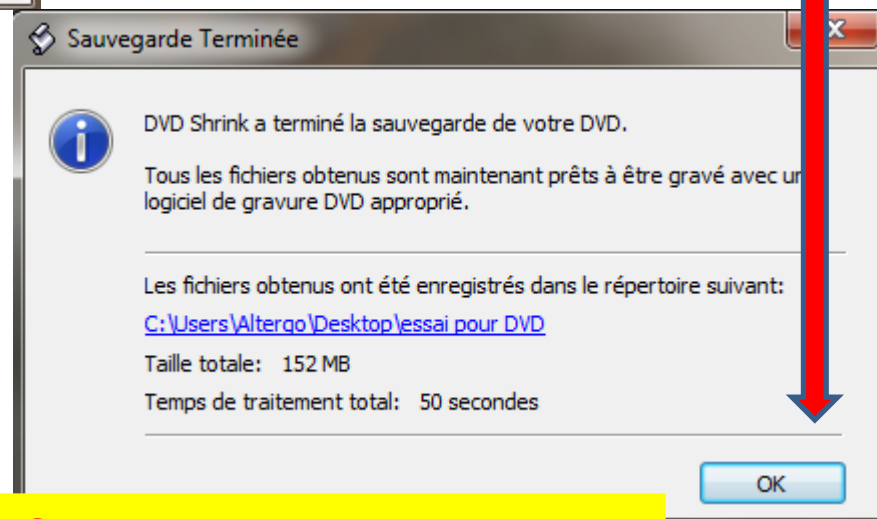 Sauvegarde Terminée
DVD Shrink a terminé la sauvegarde de votre DVD.
Tous les fichiers obtenus sont maintenant prêts à être gravé avec un
logiciel de gravure DVD approprié.
Les fichiers obtenus ont été enregistrés dans le répertoire suivant:
C:\Users\Altergo\Desktop\essai pour DVD
Taille totale: 152 MB
Temps de traitement total: 50 secondes
OK